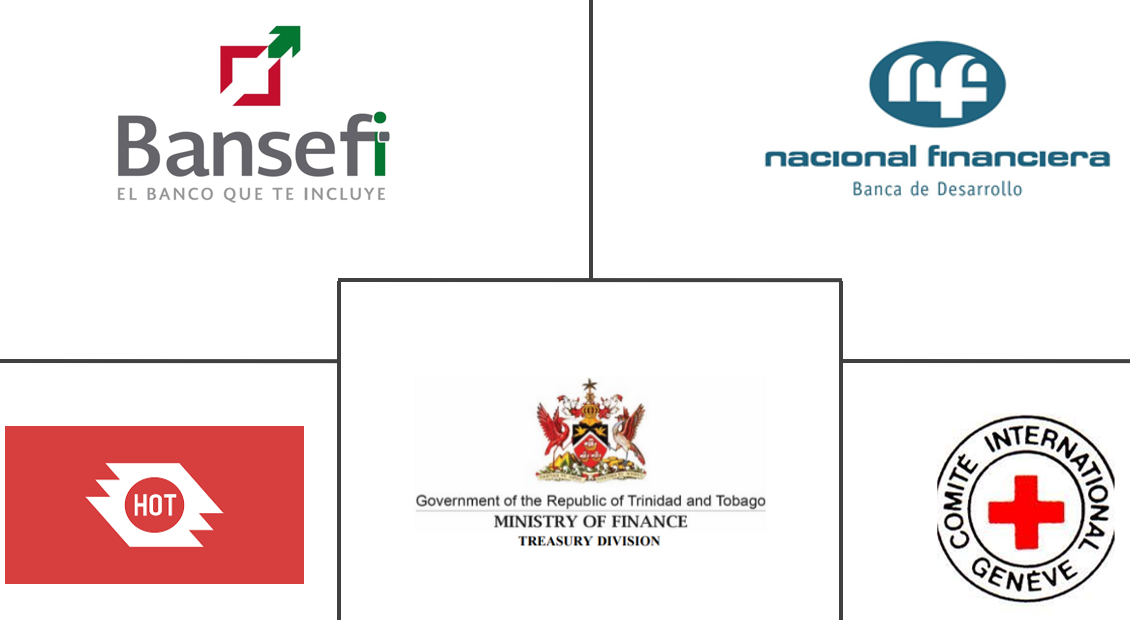 Bansefi
EL BANCO QUE TE INCLUYE
nf
nacional financiera
Banca de Desarrollo
HOT
Government of the Republic of Trinidad and Tobago
MINISTRY OF FINANCE
TREASURY DIVISION
COMITÉ INTERNATIONAL
GENÈVE